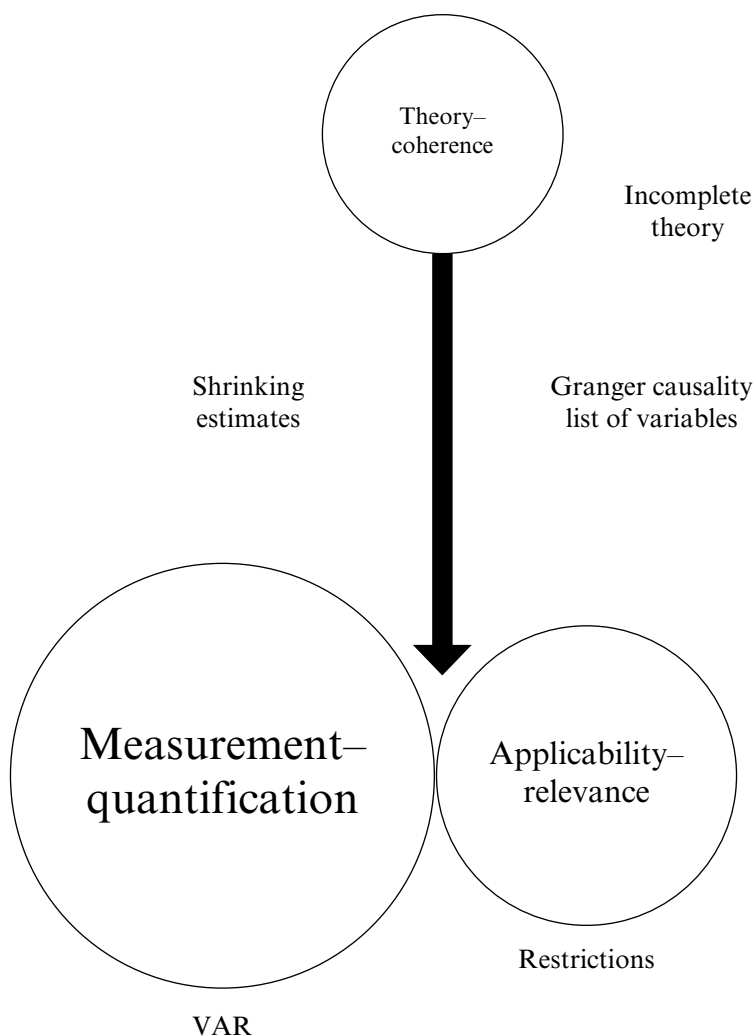 Theory–
coherence
Incomplete
theory
Shrinking
estimates
Granger causality
list of variables
Measurement–
quantification
Applicability–
relevance
Restrictions
VAR